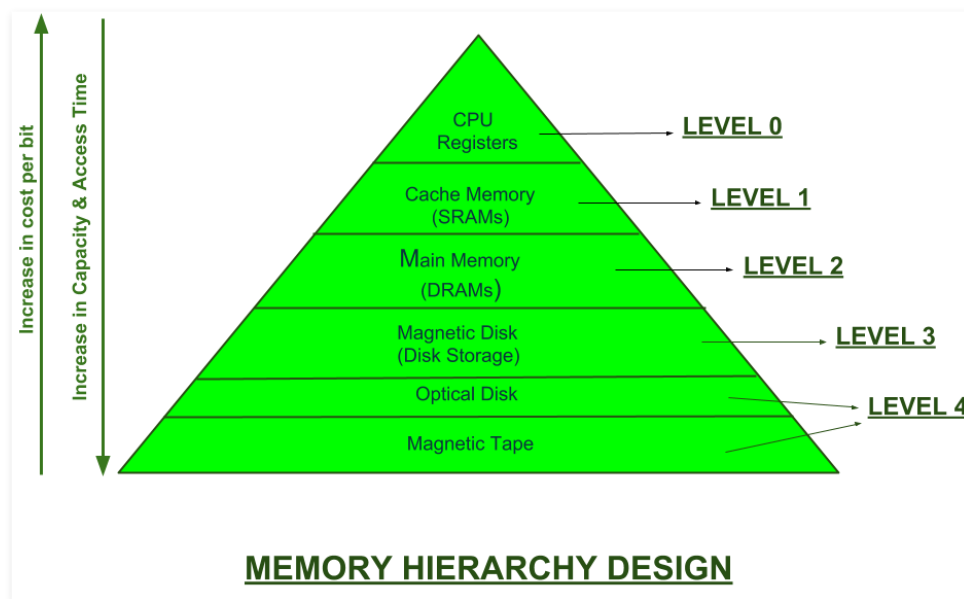 Increase in cost per bit
Increase in Capacity & Access Time
CPU
Registers
LEVEL 0
Cache Memory
(SRAMs)
LEVEL 1
Main Memory
(DRAMs)
LEVEL 2
Magnetic Disk
(Disk Storage)
LEVEL 3
Optical Disk
LEVEL 4
Magnetic Tape
MEMORY HIERARCHY DESIGN